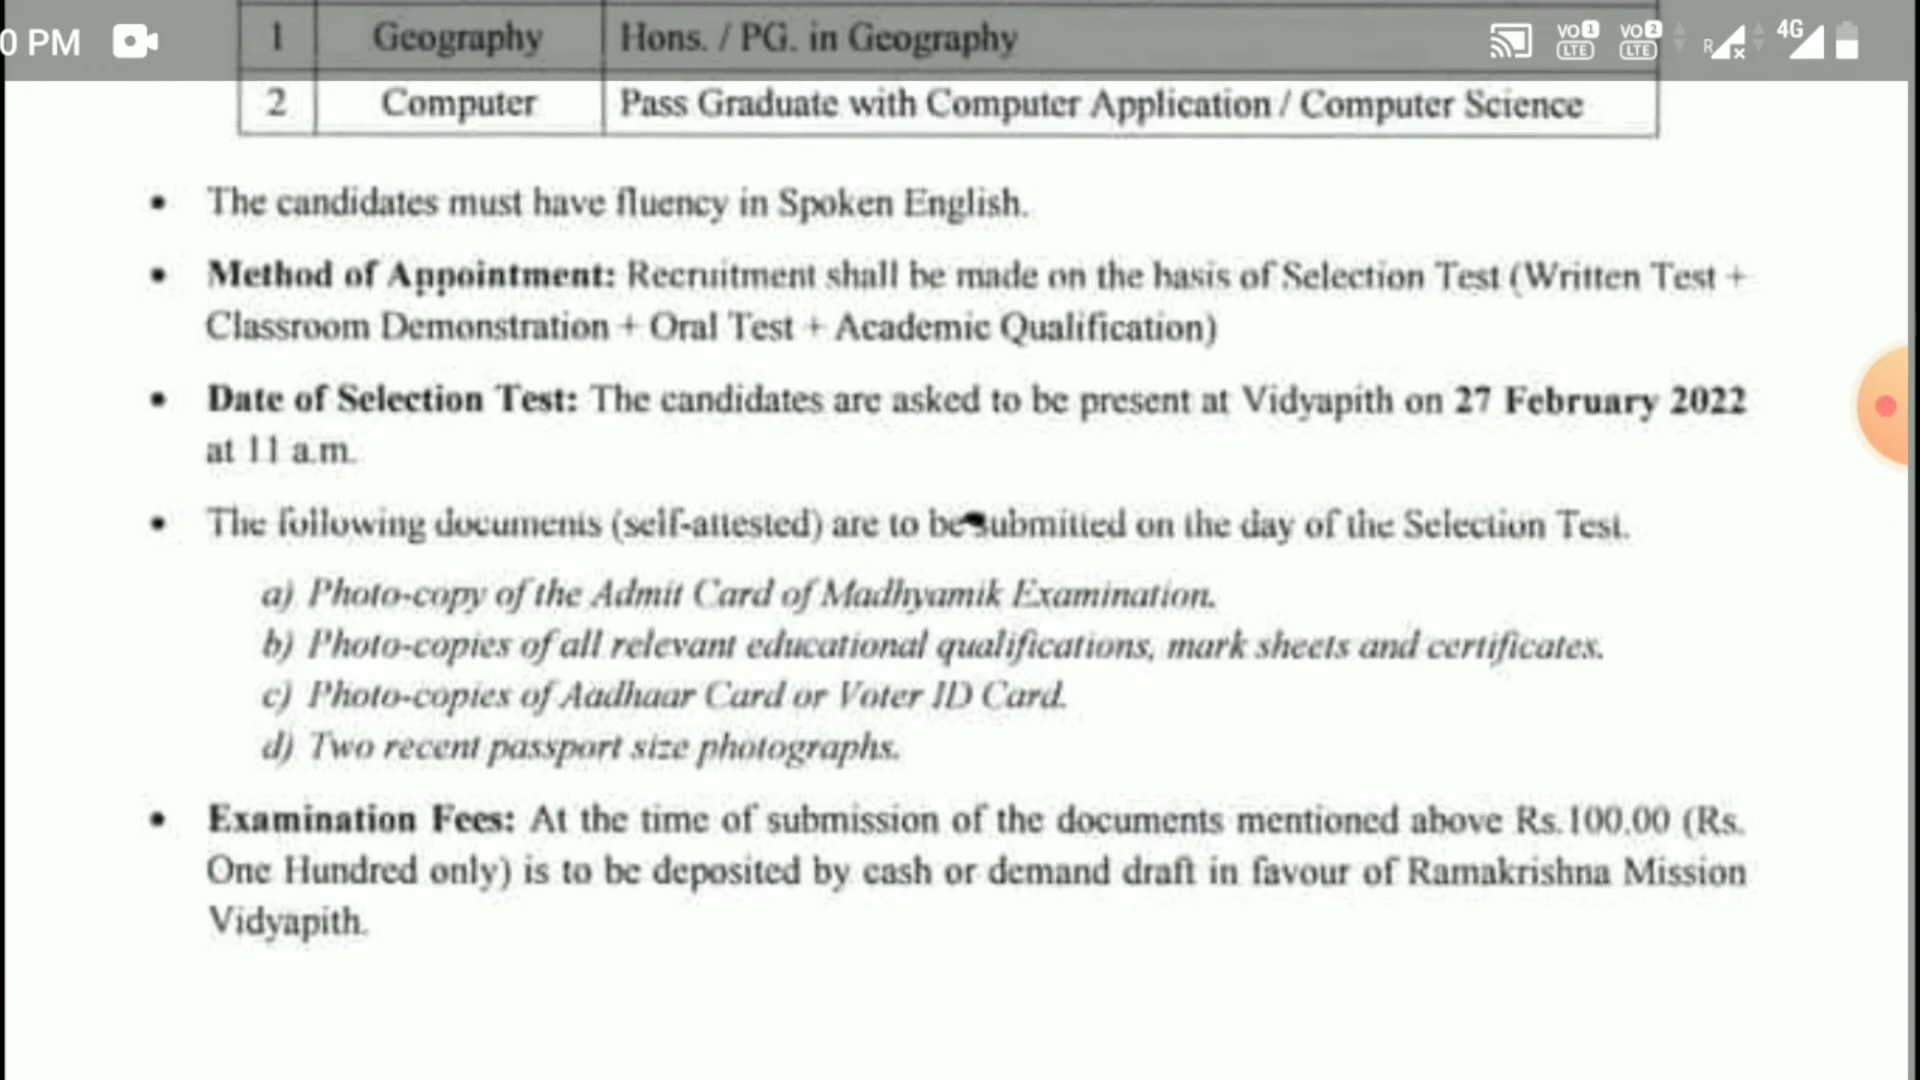 0 PM VO 1 LTE VO 2 LTE R 4G
1 Geography Hons. / PG. in Geography
2 Computer Pass Graduate with Computer Application / Computer Science
• The candidates must have fluency in Spoken English.
• Method of Appointment: Recruitment shall be made on the basis of Selection Test (Written Test +
Classroom Demonstration + Oral Test + Academic Qualification)
• Date of Selection Test: The candidates are asked to be present at Vidyapith on 27 February 2022
at 11 a.m.
• The following documents (self-attested) are to be submitted on the day of the Selection Test.
a) Photo-copy of the Admit Card of Madhyamik Examination.
b) Photo-copies of all relevant educational qualifications, mark sheets and certificates.
c) Photo-copies of Aadhaar Card or Voter ID Card.
d) Two recent passport size photographs.
• Examination Fees: At the time of submission of the documents mentioned above Rs.100.00 (Rs.
One Hundred only) is to be deposited by cash or demand draft in favour of Ramakrishna Mission
Vidyapith.